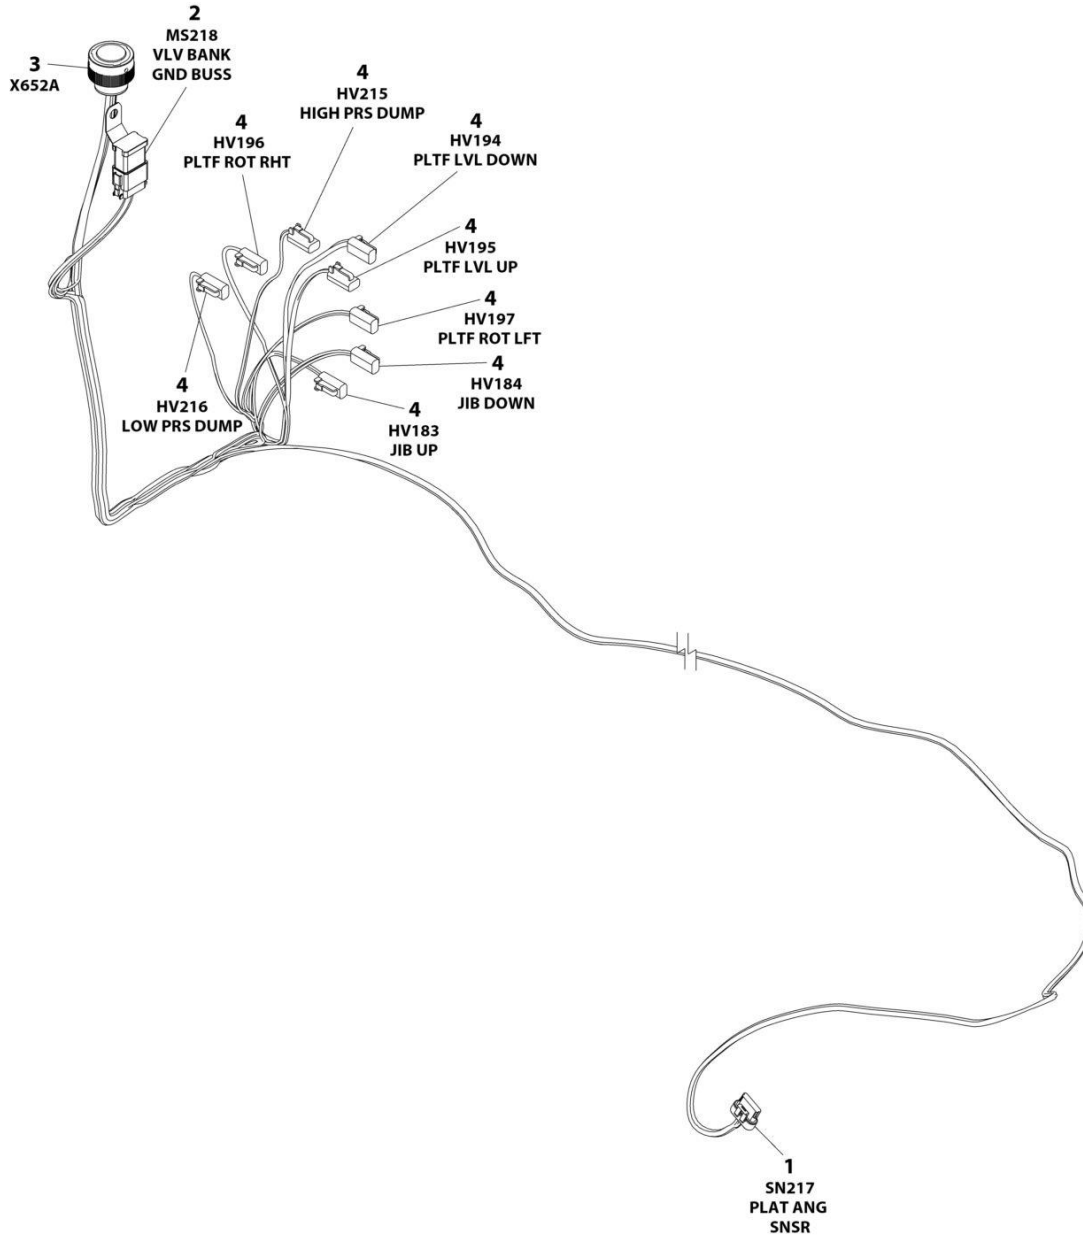 2
MS218
VLV BANK
GND BUSS
3
X652A
4
HV215
HIGH PRS DUMP
4
HV196
PLTF ROT RHT
4
HV194
PLTF LVL DOWN
4
HV195
PLTF LVL UP
4
HV197
PLTF ROT LFT
4
HV184
JIB DOWN
4
HV216
LOW PRS DUMP
4
HV183
JIB UP
1
SN217
PLAT ANG
SNSR